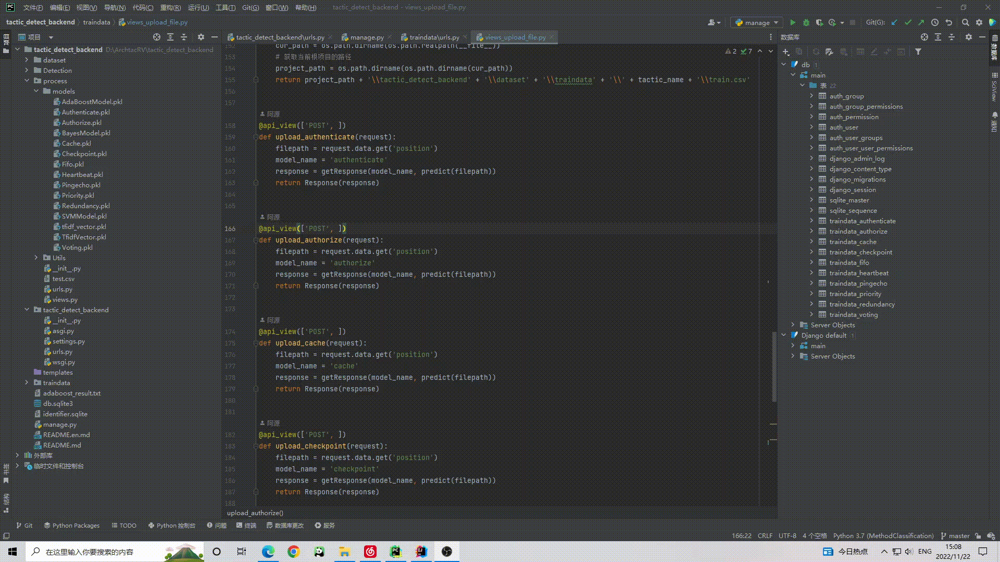 文件(F) 编辑(E) 视图(V) 导航(N) 代码(C) 重构(R) 运行(U) 工具(T) Git(G) 窗口(W) 帮助(H) tactic_detect_backend - views_upload_file.py
tactic_detect_backend traindata views_upload_file.py manage Git(G):
项目
tactic_detect_backend D:\ArchtacRV\tactic_detect_backend
dataset
Detection
process
models
AdaBoostModel.pkl
Authenticate.pkl
Authorize.pkl
BayesModel.pkl
Cache.pkl
Checkpoint.pkl
Fifo.pkl
Heartbeat.pkl
Pingecho.pkl
Priority.pkl
Redundancy.pkl
SVMModel.pkl
tfidf_vector.pkl
TfidfVector.pkl
Voting.pkl
Utils
__init__.py
test.csv
urls.py
views.py
tactic_detect_backend
__init__.py
asgi.py
settings.py
urls.py
wsgi.py
templates
traindata
adaboost_result.txt
db.sqlite3
identifier.sqlite
manage.py
README.en.md
README.md
外部库
临时文件和控制台
项目
书签
结构
tactic_detect_backend\urls.py manage.py traindata\urls.py views_upload_file.py
2 7
152 cur_path = os.path.dirname(os.path.realpath(__file__))
153 # 获取当前根项目的路径
154 project_path = os.path.dirname(os.path.dirname(cur_path))
155 return project_path + '\\tactic_detect_backend' + '\\dataset' + '\\traindata' + '\\' + tactic_name + '\\train.csv'
156
157
阿源
158 @api_view(['POST', ])
159 def upload_authenticate(request):
160 filepath = request.data.get('position')
161 model_name = 'authenticate'
162 response = getResponse(model_name, predict(filepath))
163 return Response(response)
164
165
阿源
166 @api_view(['POST', ])
167 def upload_authorize(request):
168 filepath = request.data.get('position')
169 model_name = 'authorize'
170 response = getResponse(model_name, predict(filepath))
171 return Response(response)
172
173
阿源
174 @api_view(['POST', ])
175 def upload_cache(request):
176 filepath = request.data.get('position')
177 model_name = 'cache'
178 response = getResponse(model_name, predict(filepath))
179 return Response(response)
180
181
阿源
182 @api_view(['POST', ])
183 def upload_checkpoint(request):
184 filepath = request.data.get('position')
185 model_name = 'checkpoint'
186 response = getResponse(model_name, predict(filepath))
187 return Response(response)
188
upload_authorize()
数据库
db 1
main
表 22
auth_group
auth_group_permissions
auth_permission
auth_user
auth_user_groups
auth_user_user_permissions
django_admin_log
django_content_type
django_migrations
django_session
sqlite_master
sqlite_sequence
traindata_authenticate
traindata_authorize
traindata_cache
traindata_checkpoint
traindata_fifo
traindata_heartbeat
traindata_pingecho
traindata_priority
traindata_redundancy
traindata_voting
Server Objects
Django default 1
main
Server Objects
数据库
SciView
通知
Git Python Packages TODO Python 控制台 问题 终端 数据库更改 服务
166:22 CRLF UTF-8 4 个空格 Python 3.7 (MethodClassification) master
在这里输入你要搜索的内容
今日热点 ENG 15:08
2022/11/22